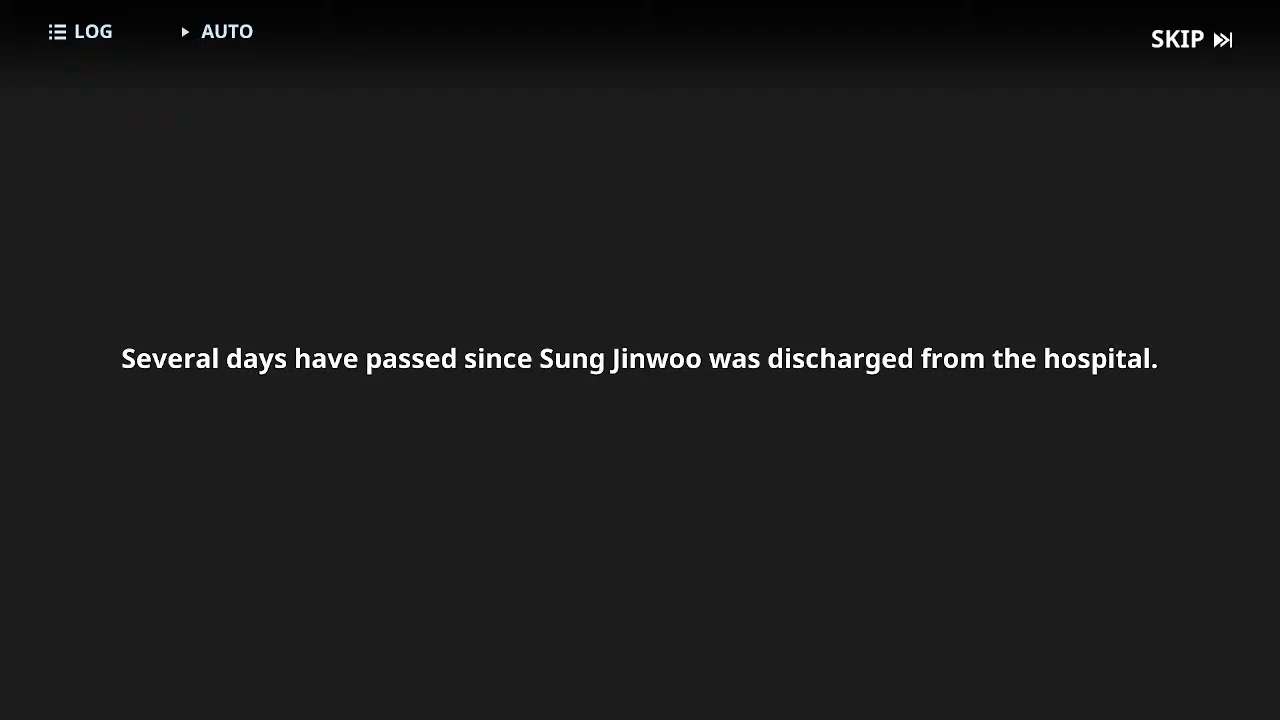 LOG
AUTO
SKIP
Several days have passed since Sung Jinwoo was discharged from the hospital.